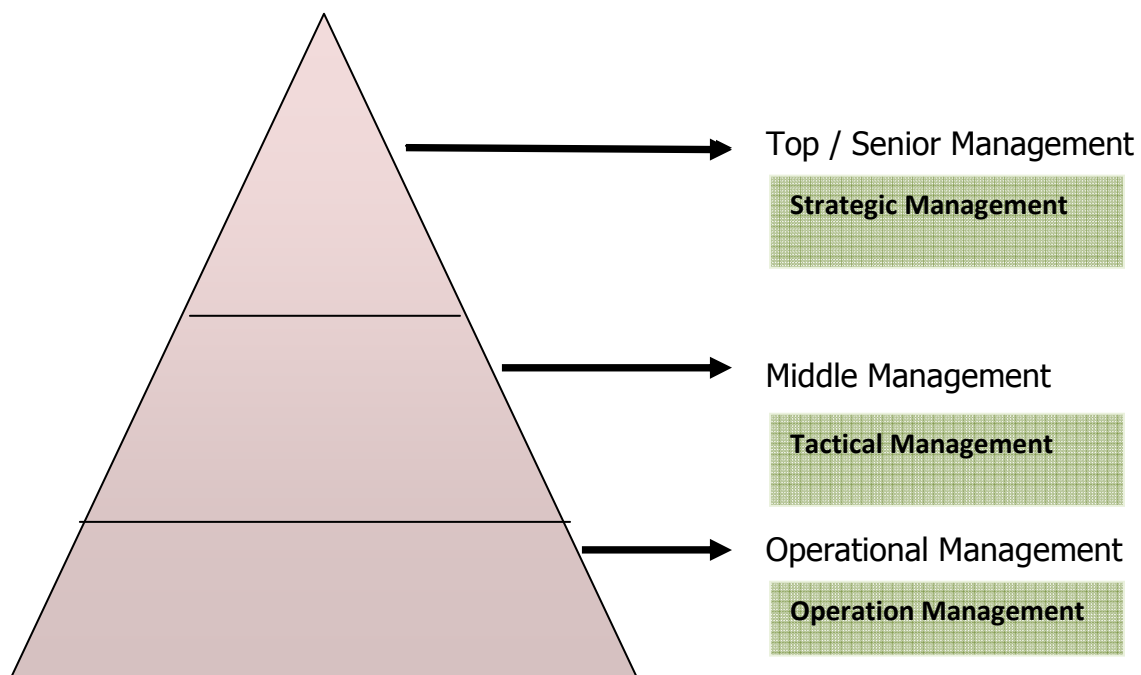 Top / Senior Management
Strategic Management
Middle Management
Tactical Management
Operational Management
Operation Management